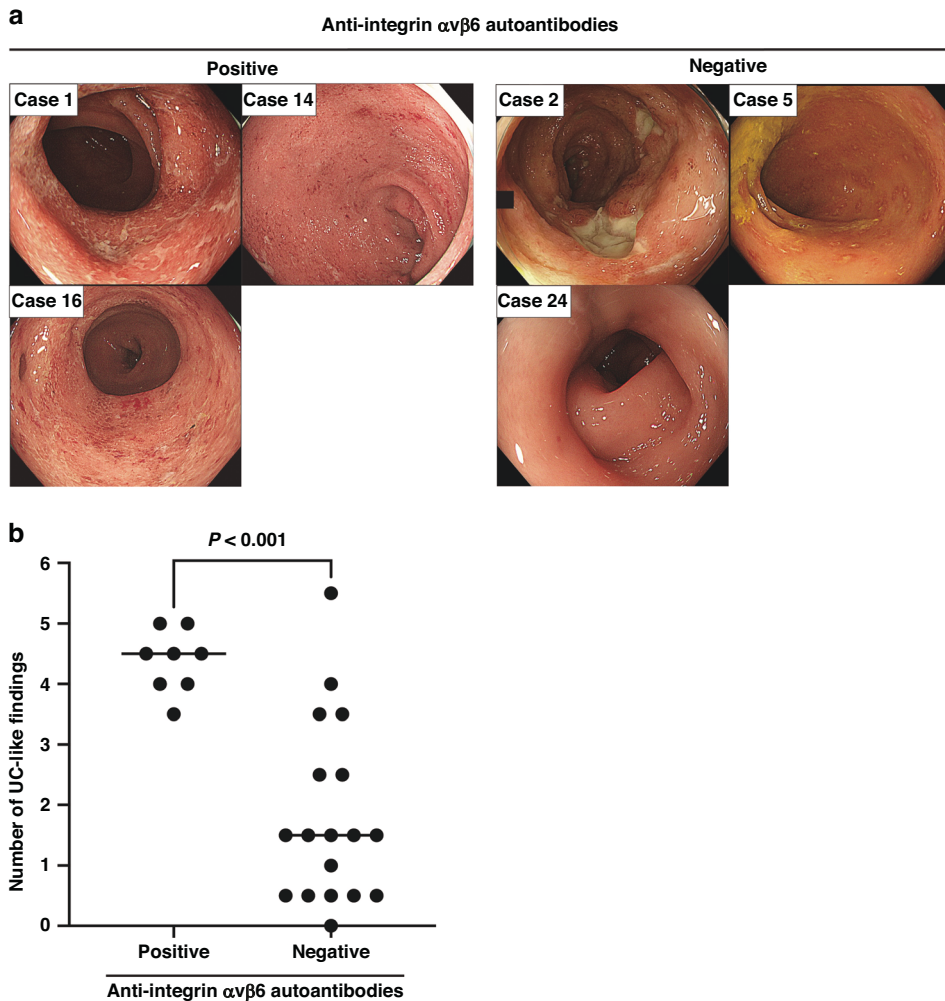 a
Anti-integrin αvβ6 autoantibodies
Positive
Negative
Case 1
Case 14
Case 2
Case 5
Case 16
Case 24
b
P < 0.001
6
5
4
3
2
1
0
Number of UC-like findings
Positive
Negative
Anti-integrin αvβ6 autoantibodies